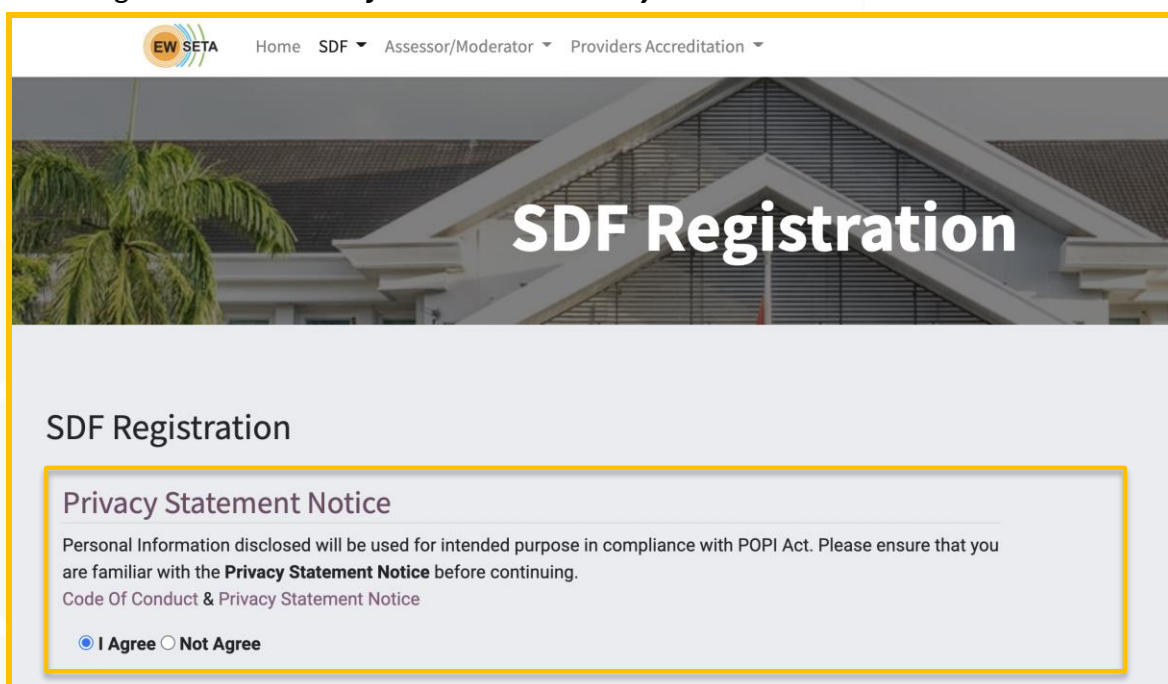 EW SETA Home SDF Assessor/Moderator Providers Accreditation
SDF Registration
SDF Registration
Privacy Statement Notice
Personal Information disclosed will be used for intended purpose in compliance with POPI Act. Please ensure that you
are familiar with the Privacy Statement Notice before continuing.
Code Of Conduct & Privacy Statement Notice
I Agree Not Agree